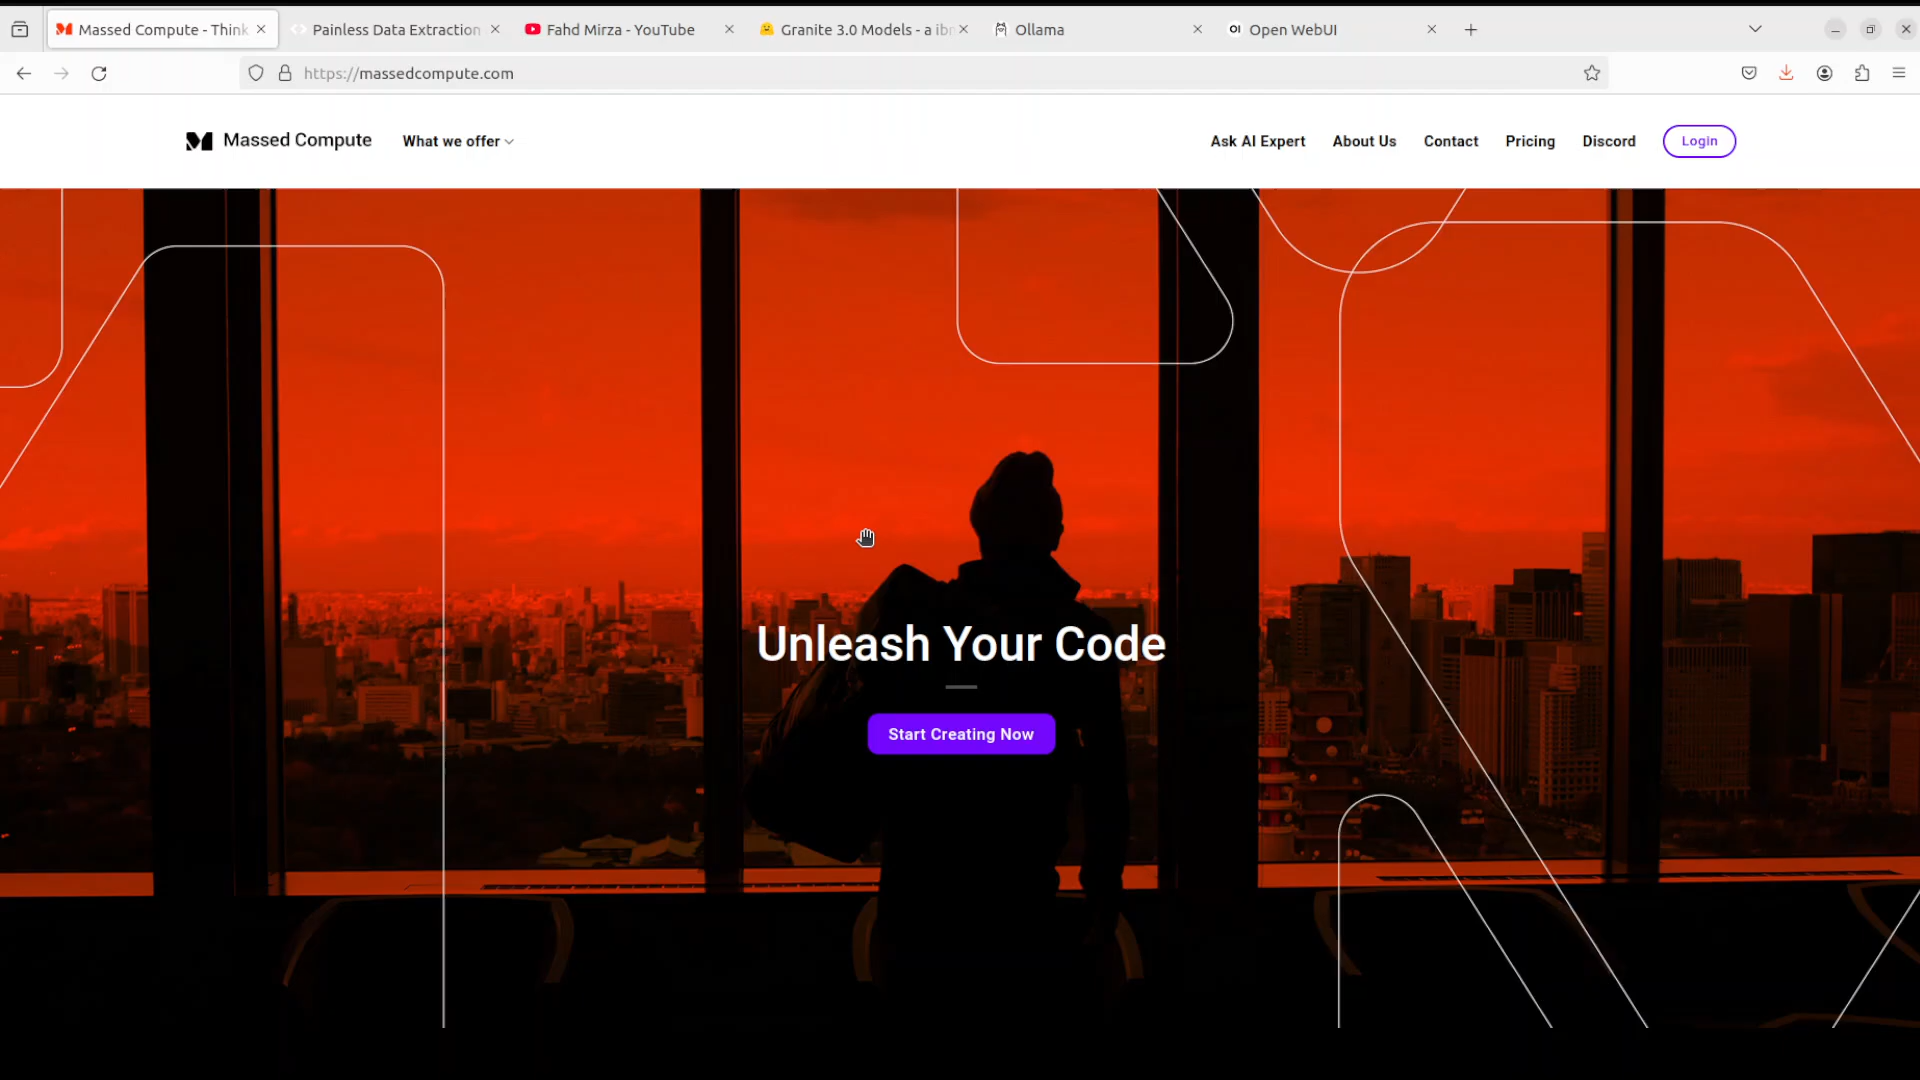 Massed Compute - Think
Painless Data Extraction
Fahd Mirza - YouTube
Granite 3.0 Models - a ib
Ollama
OI Open WebUI
https://massedcompute.com
Massed Compute
What we offer
Ask AI Expert
About Us
Contact
Pricing
Discord
Login
Unleash Your Code
Start Creating Now